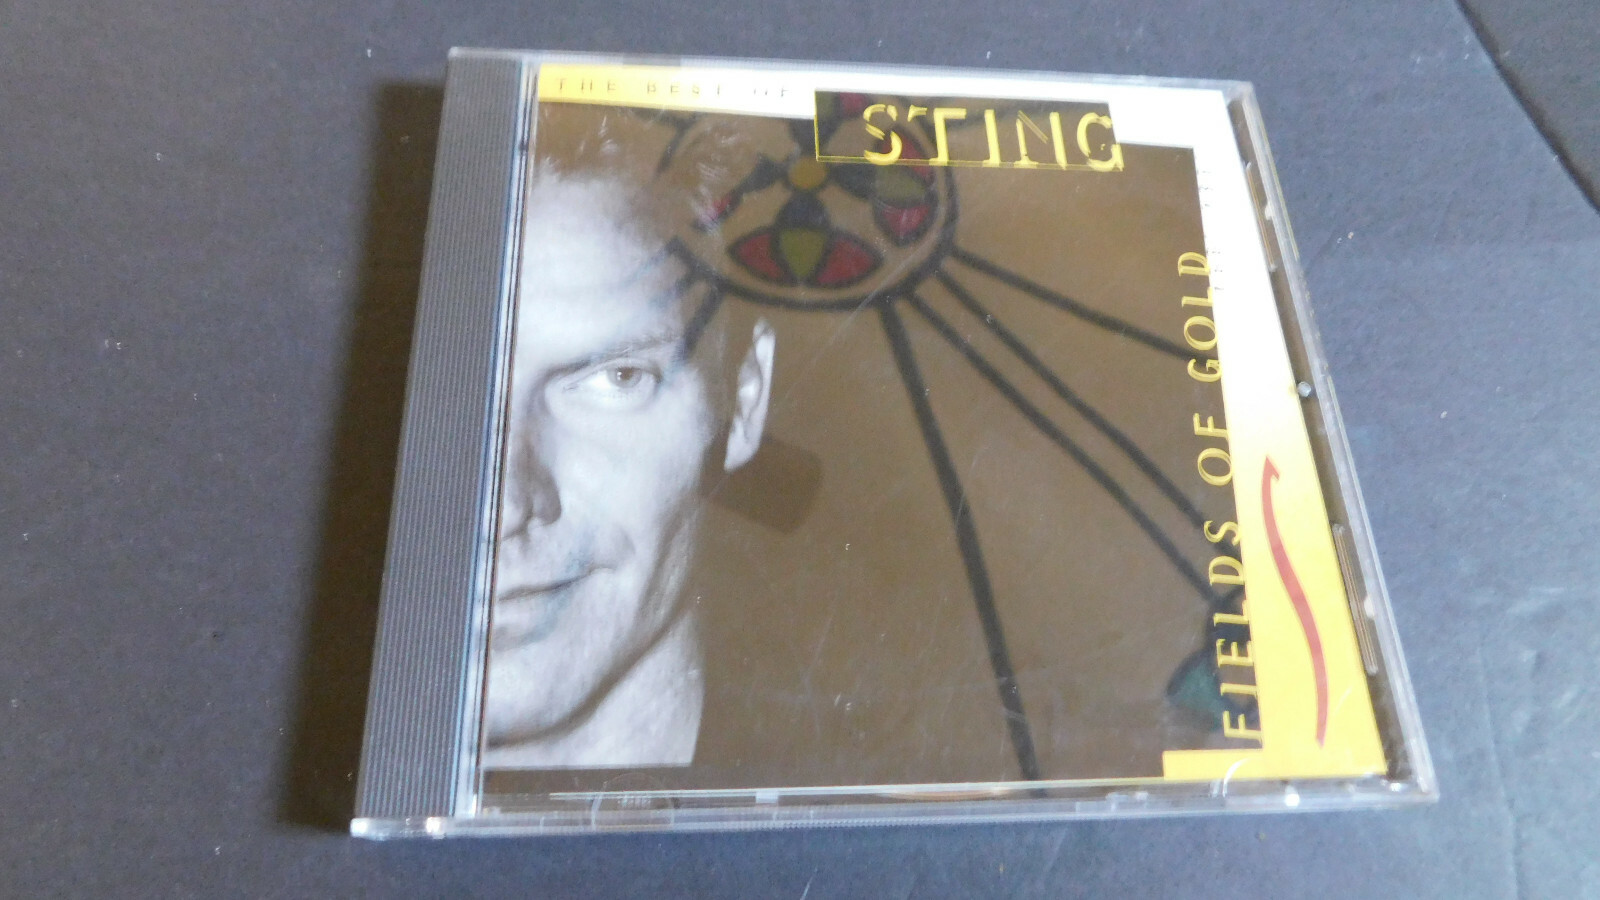 THE BEST OF
STING
FIELDS OF GOLD